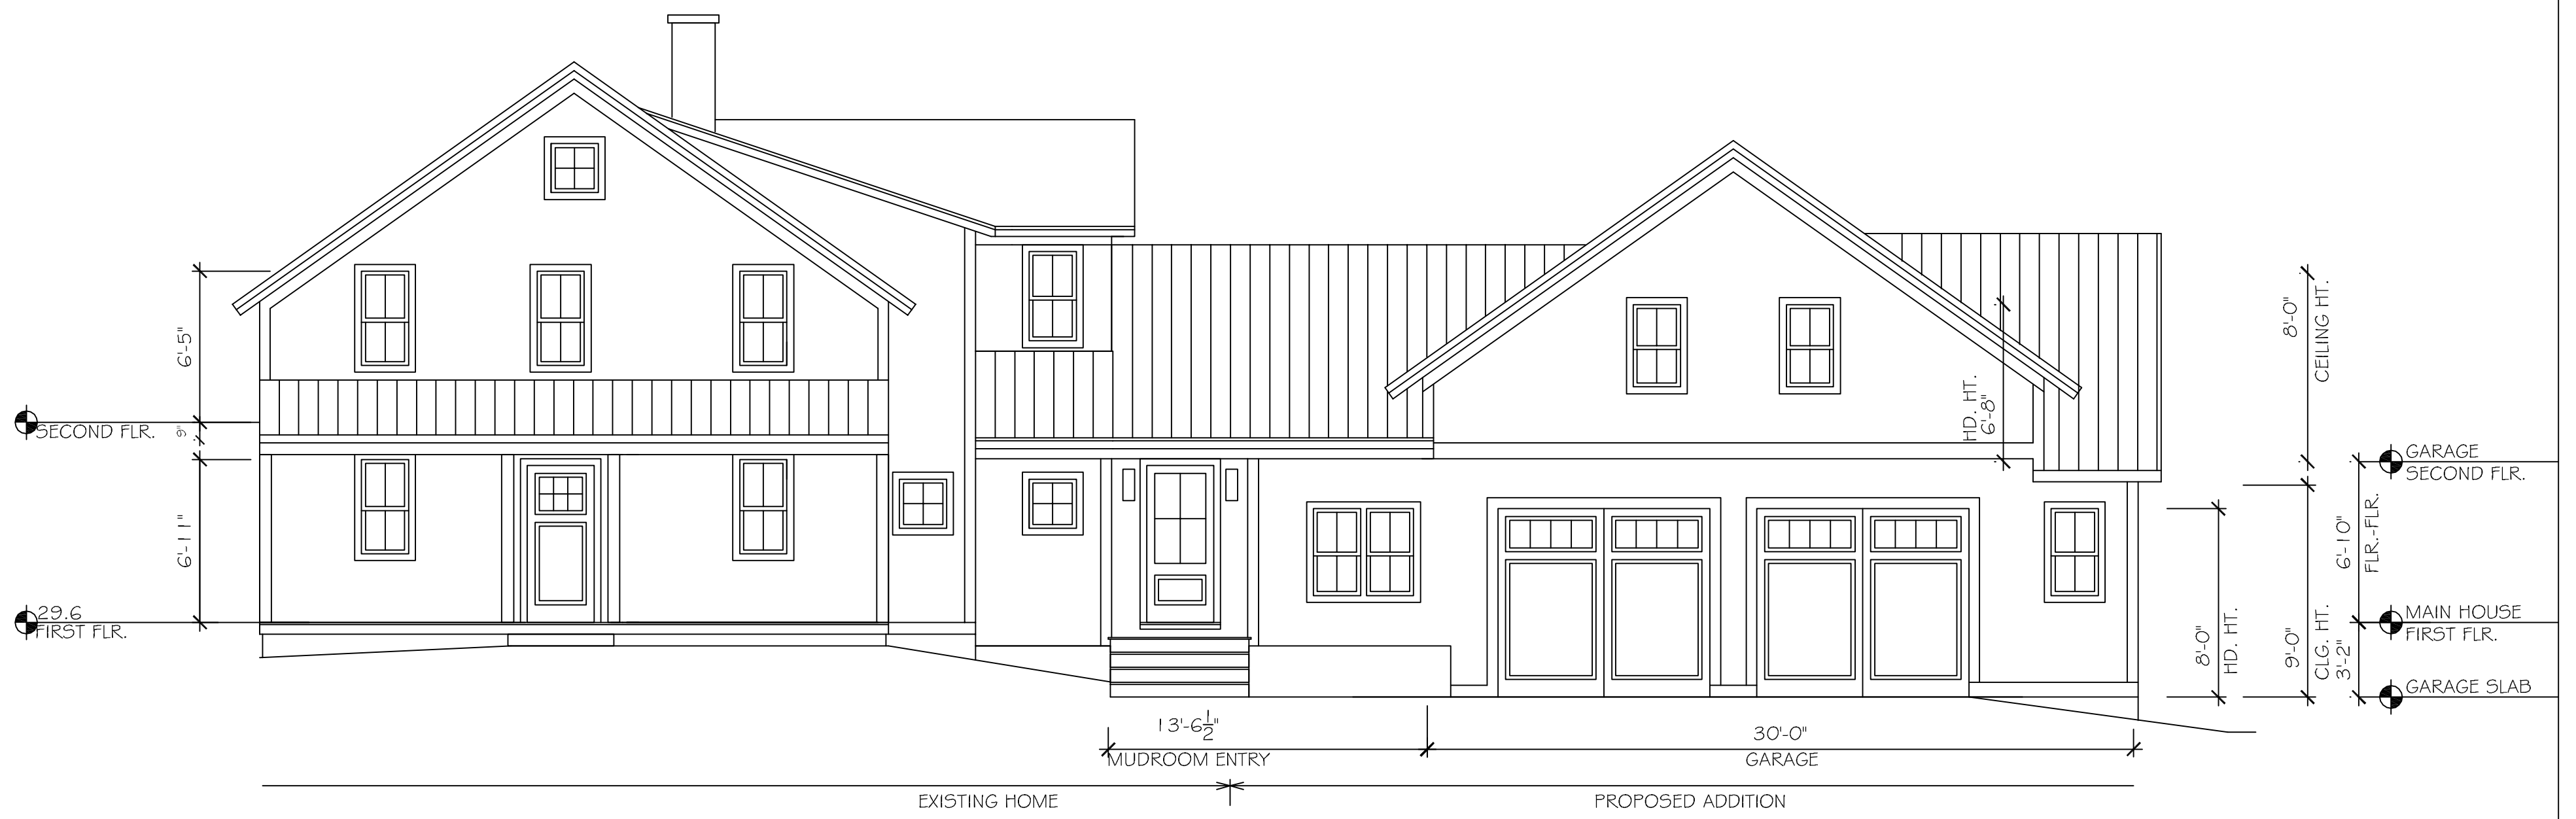 6'-5"
SECOND FLR.
9"
6'-11"
29.6
FIRST FLR.
HD. HT.
6'-8"
8'-0"
CEILING HT.
GARAGE
SECOND FLR.
6'-10"
FLR.-FLR.
MAIN HOUSE
FIRST FLR.
8'-0"
HD. HT.
9'-0"
CLG. HT.
3'-2"
GARAGE SLAB
13'-6 1/2"
MUDROOM ENTRY
30'-0"
GARAGE
EXISTING HOME
PROPOSED ADDITION